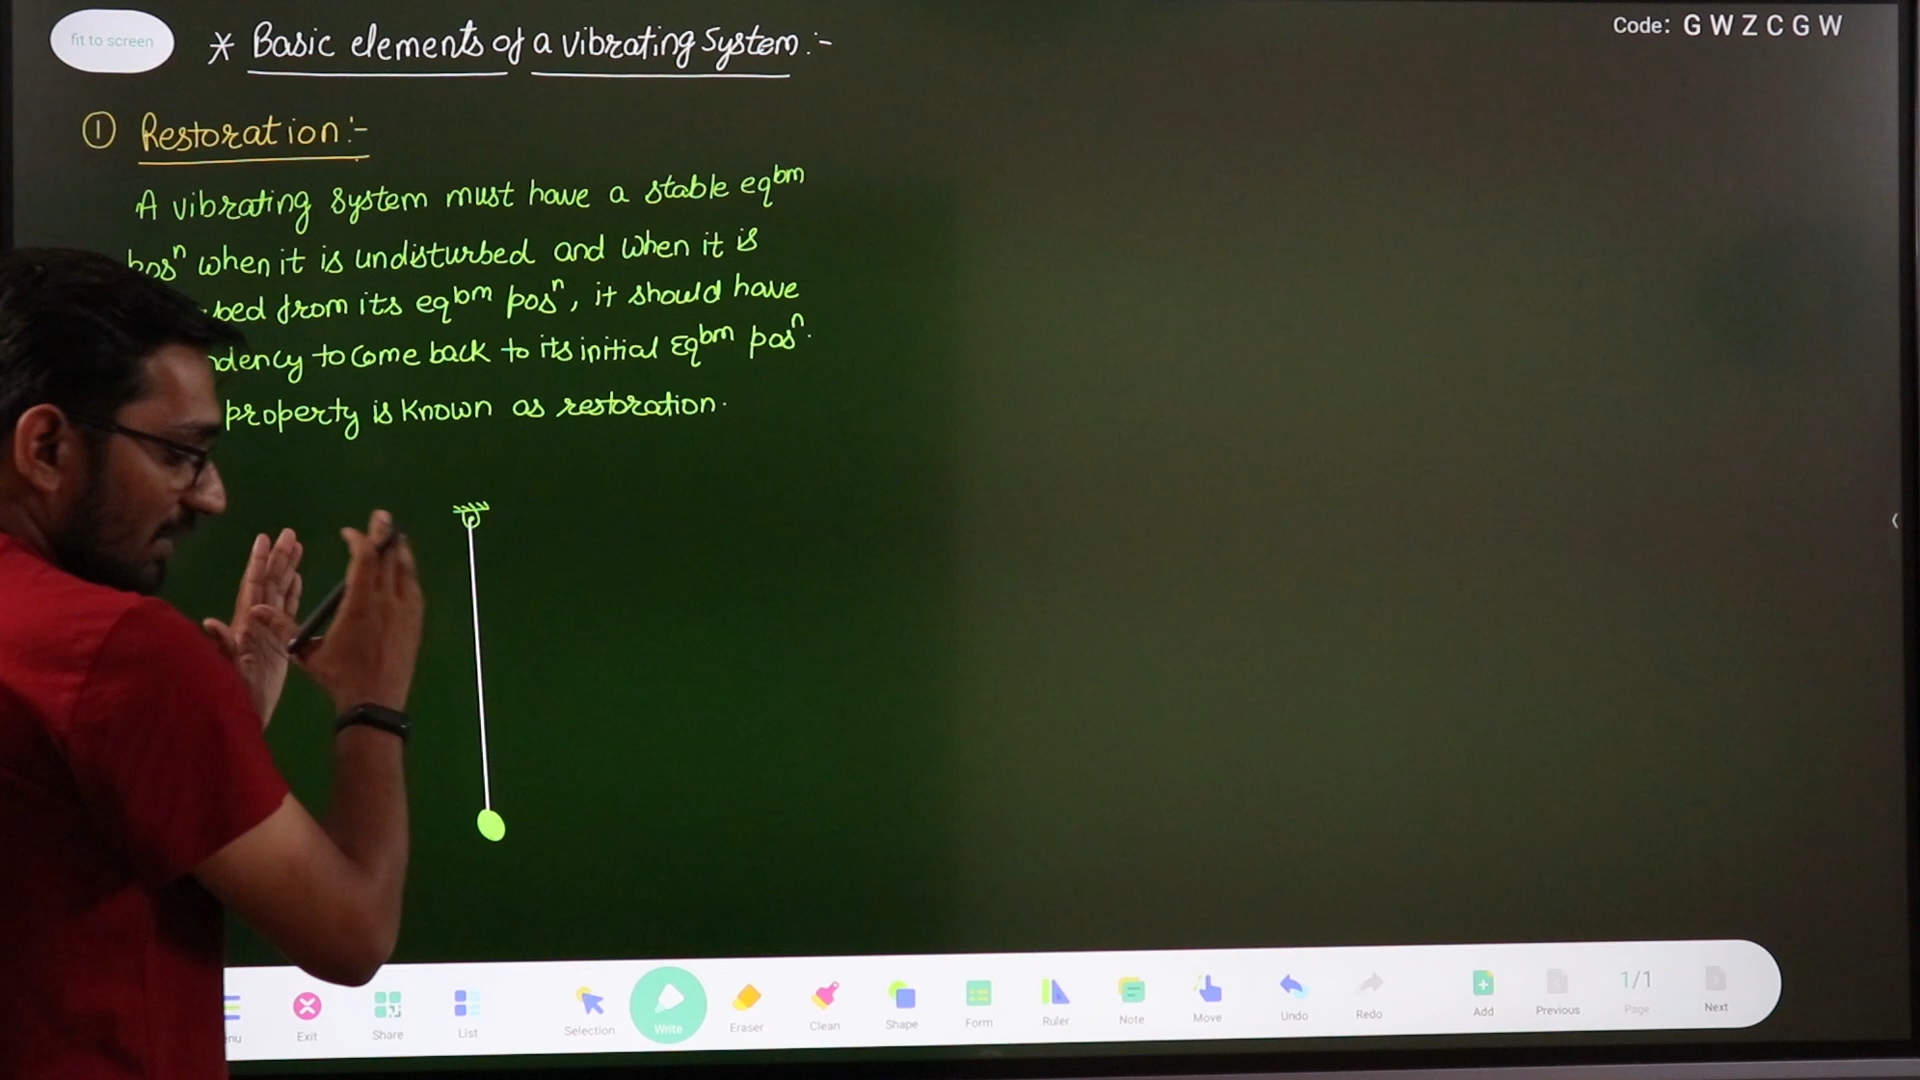 fit to screen
* Basic elements of a vibrating system :-
Code: G W Z C G W
① Restoration :-
A vibrating system must have a stable eqbm
posn when it is undisturbed and when it is
from its eqbm posn, it should have
to come back to its initial Eqbm posn.
property is known as restoration.
Exit
Share
List
Selection
Write
Eraser
Clean
Shape
Form
Ruler
Note
Move
Undo
Redo
Add
Previous
1/1
Page
Next